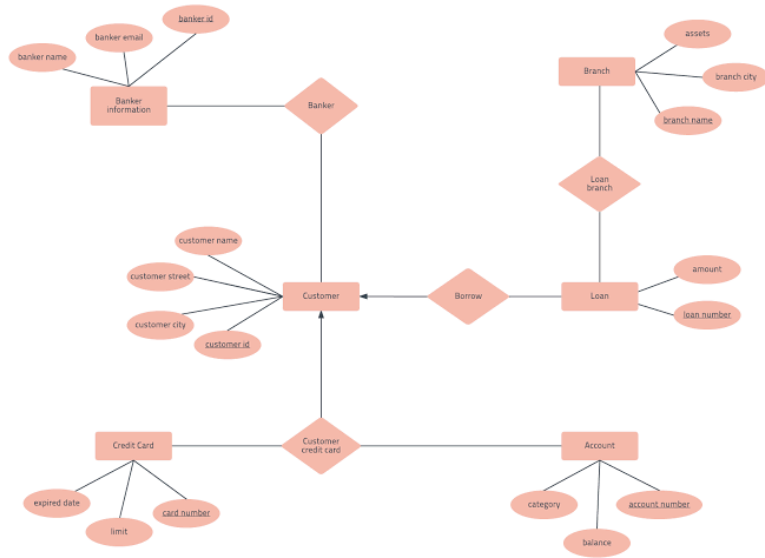 banker id
banker email
banker name
Banker
information
Banker
assets
Branch
branch city
branch name
Loan
branch
customer name
customer street
customer city
customer id
Customer
Borrow
Loan
amount
loan number
Credit Card
Customer
credit card
Account
expired date
limit
card number
category
balance
account number